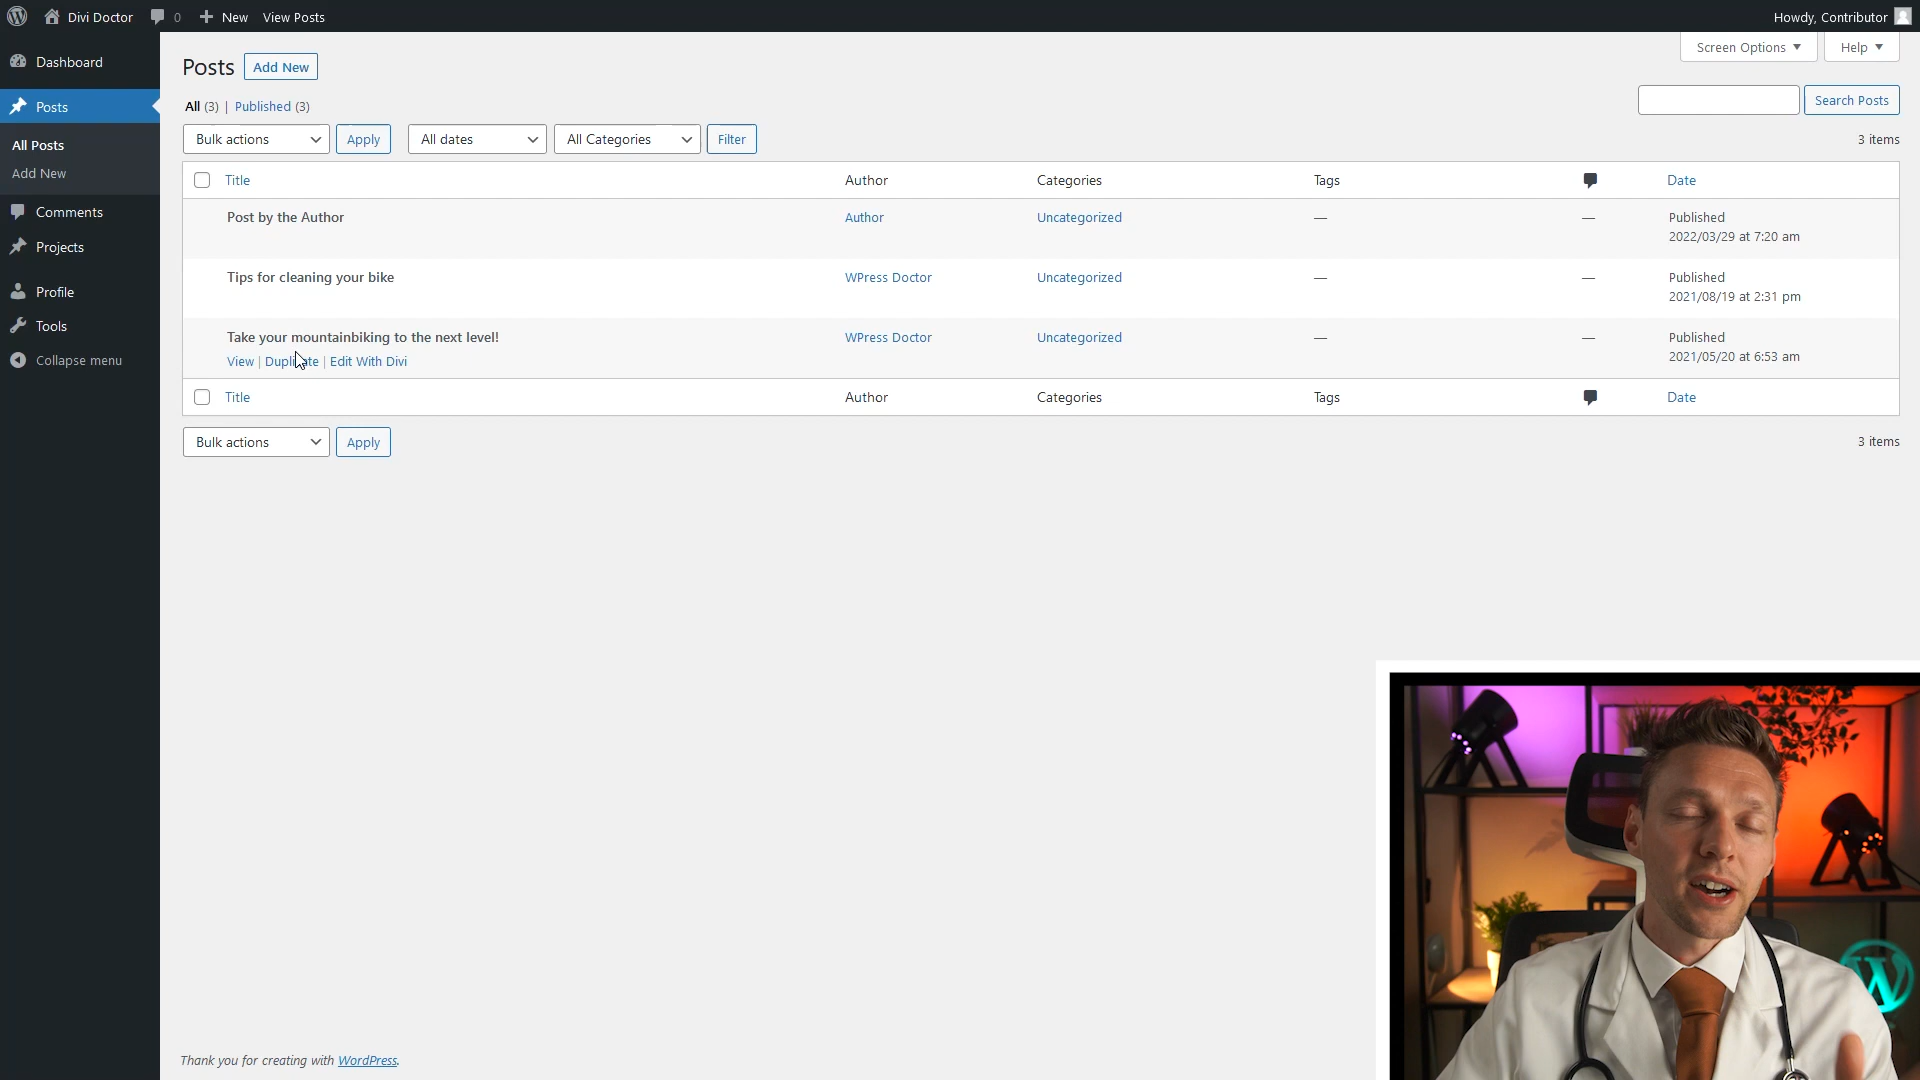 Divi Doctor 0 New View Posts Howdy, Contributor
Screen Options Help
Dashboard
Posts
All Posts
Add New
Comments
Projects
Profile
Tools
Collapse menu
Posts Add New
All (3) | Published (3)
Search Posts
Bulk actions Apply All dates All Categories Filter 3 items
Title Author Categories Tags Date
Post by the Author Author Uncategorized — — Published
2022/03/29 at 7:20 am
Tips for cleaning your bike WPress Doctor Uncategorized — — Published
2021/08/19 at 2:31 pm
Take your mountainbiking to the next level! WPress Doctor Uncategorized — — Published
View | Duplicate | Edit With Divi 2021/05/20 at 6:53 am
Title Author Categories Tags Date
Bulk actions Apply 3 items
Thank you for creating with WordPress.